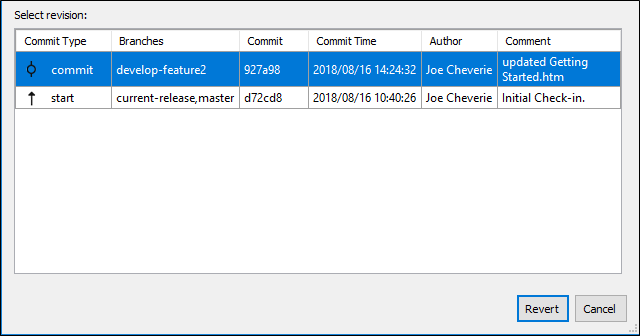 Select revision:
Commit Type Branches Commit Commit Time Author Comment
commit develop-feature2 927a98 2018/08/16 14:24:32 Joe Cheverie updated Getting
Started.htm
start current-release,master d72cd8 2018/08/16 10:40:26 Joe Cheverie Initial Check-in.
Revert Cancel